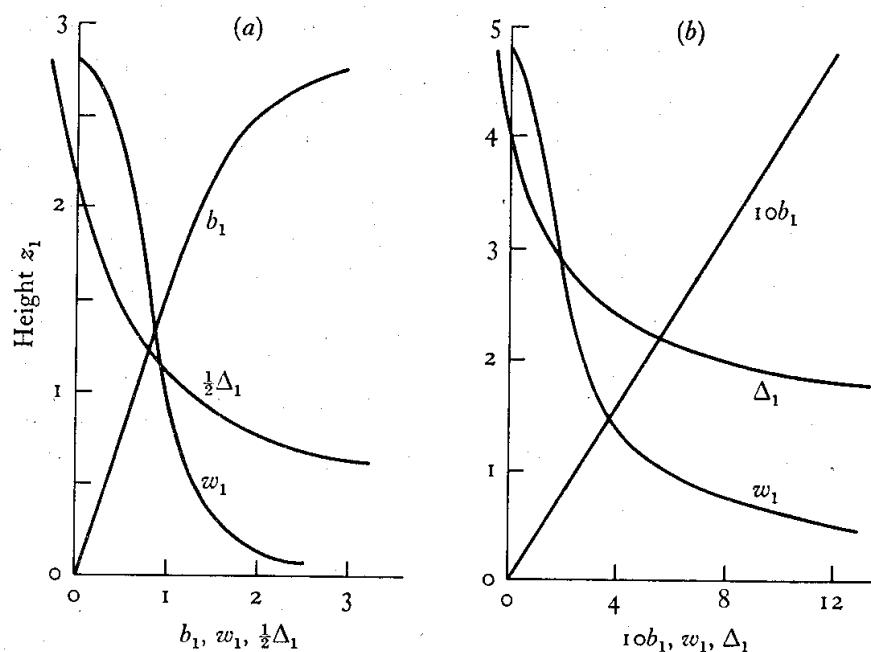 (a)
3
2
1
0
Height z₁
b₁
½Δ₁
w₁
0 1 2 3
b₁, w₁, ½Δ₁
(b)
5
4
3
2
1
0
10b₁
Δ₁
w₁
0 4 8 12
10b₁, w₁, Δ₁